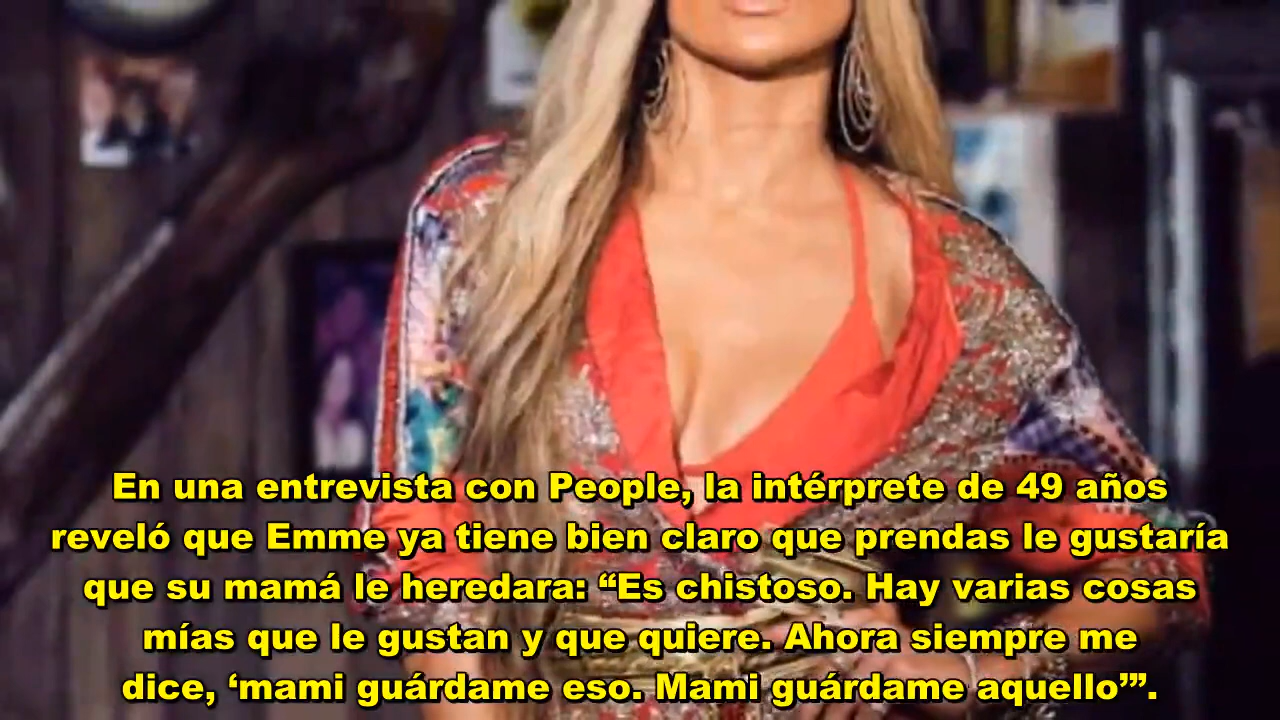 En una entrevista con People, la intérprete de 49 años
reveló que Emme ya tiene bien claro que prendas le gustaría
que su mamá le heredara: “Es chistoso. Hay varias cosas
mías que le gustan y que quiere. Ahora siempre me
dice, ‘mami guárdame eso. Mami guárdame aquello’”.